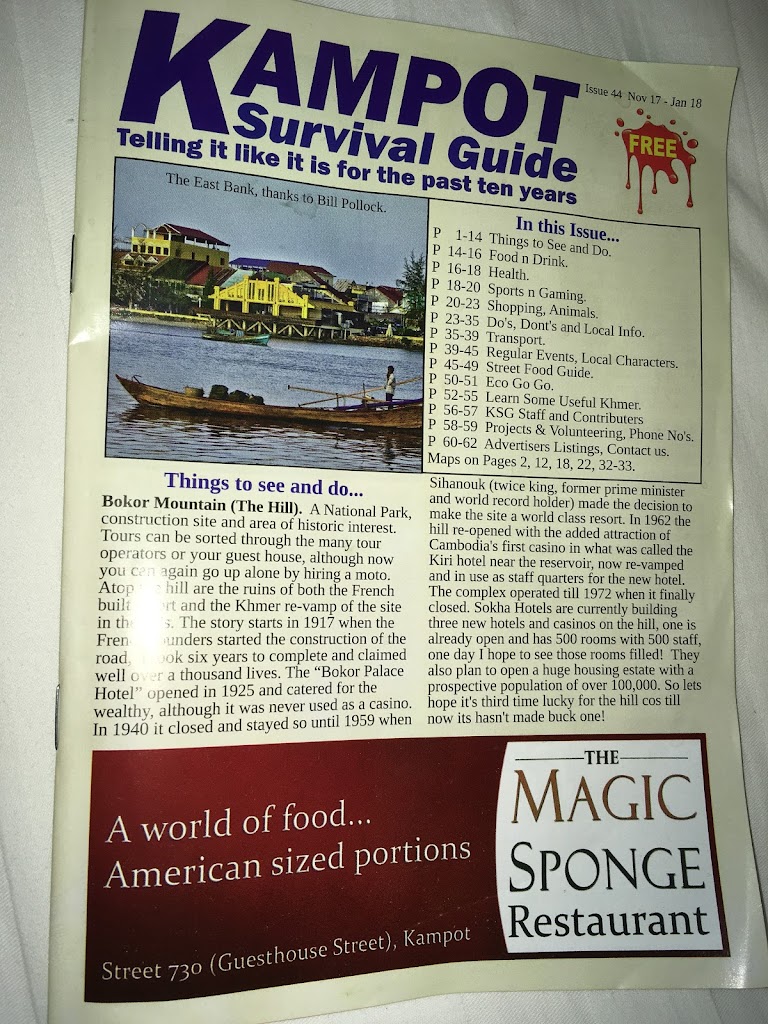 KAMPOT
Survival Guide
Issue 44 Nov 17 - Jan 18
FREE
Telling it like it is for the past ten years
The East Bank, thanks to Bill Pollock.
In this Issue...
P 1-14 Things to See and Do.
P 14-16 Food n Drink.
P 16-18 Health.
P 18-20 Sports n Gaming.
P 20-23 Shopping, Animals.
P 23-35 Do's, Dont's and Local Info.
P 35-39 Transport.
P 39-45 Regular Events, Local Characters.
P 45-49 Street Food Guide.
P 50-51 Eco Go Go.
P 52-55 Learn Some Useful Khmer.
P 56-57 KSG Staff and Contributers
P 58-59 Projects & Volunteering, Phone No's.
P 60-62 Advertisers Listings, Contact us.
Maps on Pages 2, 12, 18, 22, 32-33.
Things to see and do...
Bokor Mountain (The Hill). A National Park,
construction site and area of historic interest.
Tours can be sorted through the many tour
operators or your guest house, although now
you can again go up alone by hiring a moto.
Atop the hill are the ruins of both the French
built and the Khmer re-vamp of the site
in the The story starts in 1917 when the
French founders started the construction of the
road, it took six years to complete and claimed
well over a thousand lives. The “Bokor Palace
Hotel” opened in 1925 and catered for the
wealthy, although it was never used as a casino.
In 1940 it closed and stayed so until 1959 when
Sihanouk (twice king, former prime minister
and world record holder) made the decision to
make the site a world class resort. In 1962 the
hill re-opened with the added attraction of
Cambodia's first casino in what was called the
Kiri hotel near the reservoir, now re-vamped
and in use as staff quarters for the new hotel.
The complex operated till 1972 when it finally
closed. Sokha Hotels are currently building
three new hotels and casinos on the hill, one is
already open and has 500 rooms with 500 staff,
one day I hope to see those rooms filled! They
also plan to open a huge housing estate with a
prospective population of over 100,000. So lets
hope it's third time lucky for the hill cos till
now its hasn't made buck one!
A world of food...
American sized portions
Street 730 (Guesthouse Street), Kampot
THE
MAGIC
SPONGE
Restaurant